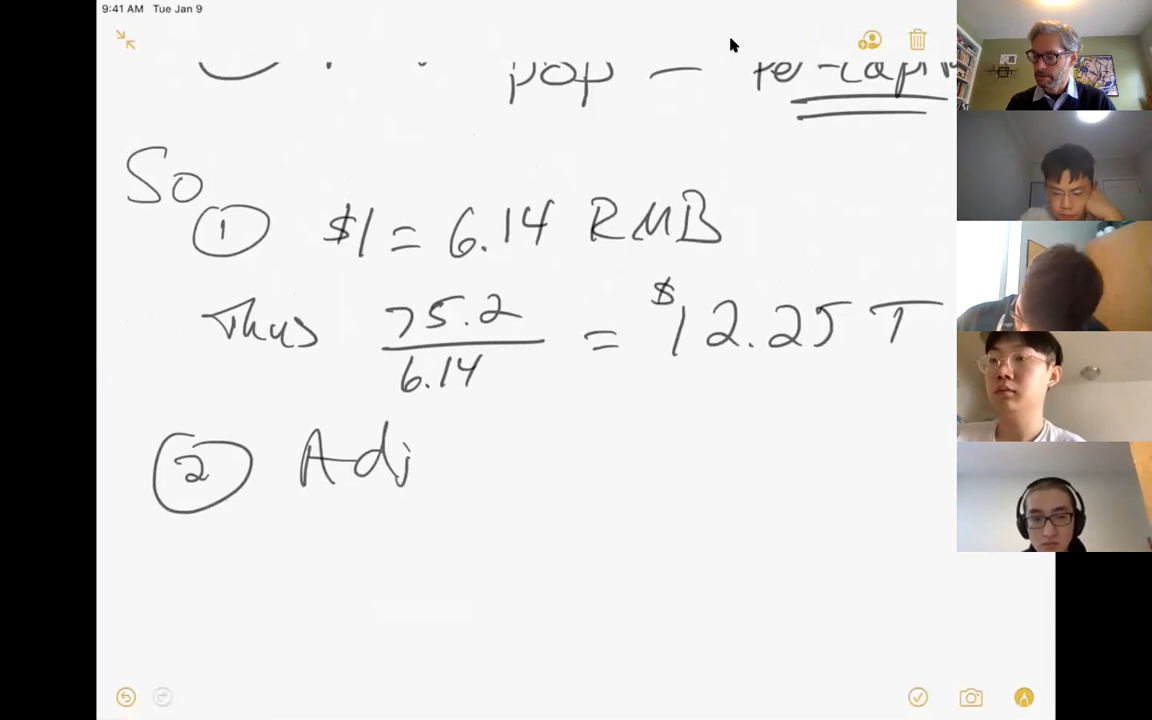 9:41 AM Tue Jan 9
pop — per-capi
So
① $1 = 6.14 RMB
Thus 75.2 / 6.14 = $12.25 T
② Adj